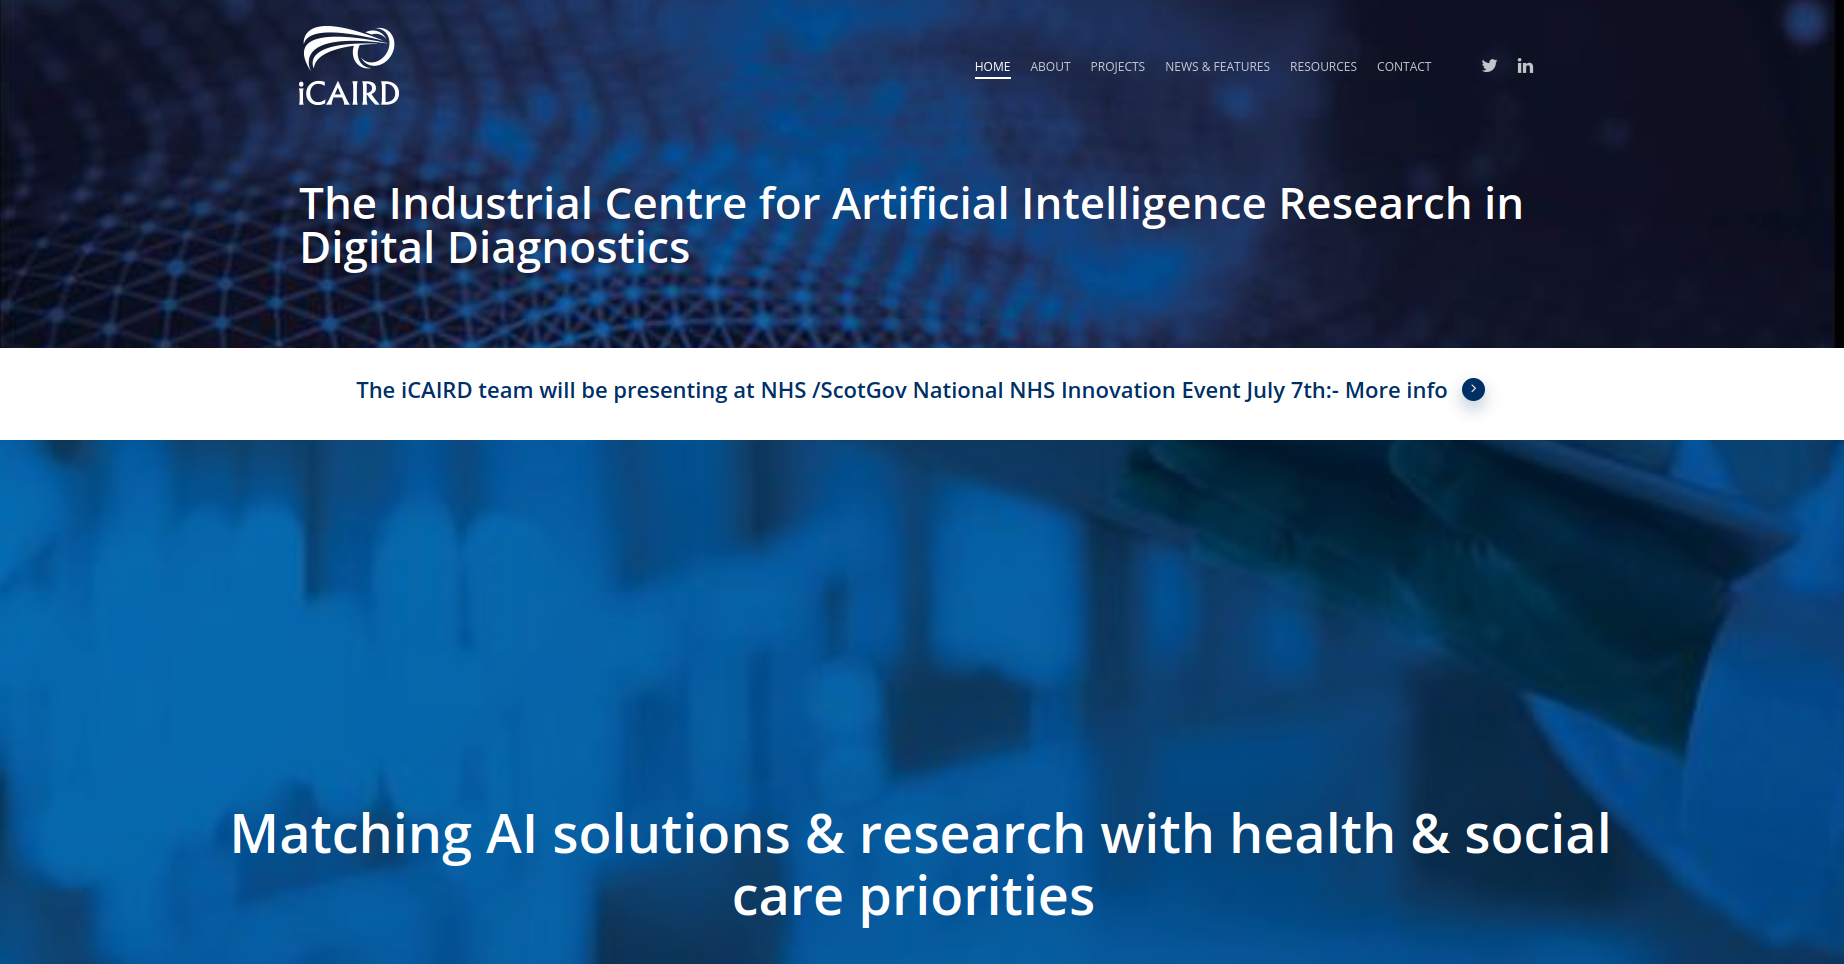 iCAIRD
HOME
ABOUT
PROJECTS
NEWS & FEATURES
RESOURCES
CONTACT
The Industrial Centre for Artificial Intelligence Research in
Digital Diagnostics
The iCAIRD team will be presenting at NHS /ScotGov National NHS Innovation Event July 7th:- More info
Matching AI solutions & research with health & social
care priorities